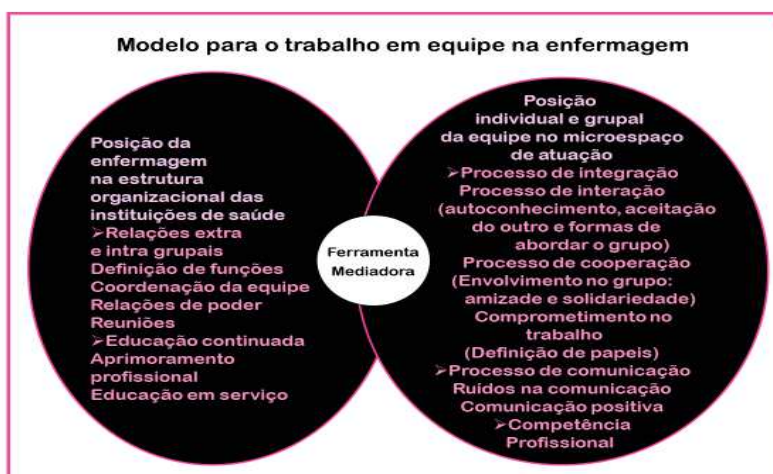 Modelo para o trabalho em equipe na enfermagem
Posição da
enfermagem
na estrutura
organizacional das
instituições de saúde
➢Relações extra
e intra grupais
Definição de funções
Coordenação da equipe
Relações de poder
Reuniões
➢Educação continuada
Aprimoramento
profissional
Educação em serviço
Ferramenta
Mediadora
Posição
individual e grupal
da equipe no microespaço
de atuação
➢Processo de integração
Processo de interação
(autoconhecimento, aceitação
do outro e formas de
abordar o grupo)
Processo de cooperação
(Envolvimento no grupo:
amizade e solidariedade)
Comprometimento no
trabalho
(Definição de papeis)
➢Processo de comunicação
Ruídos na comunicação
Comunicação positiva
➢Competência
Profissional